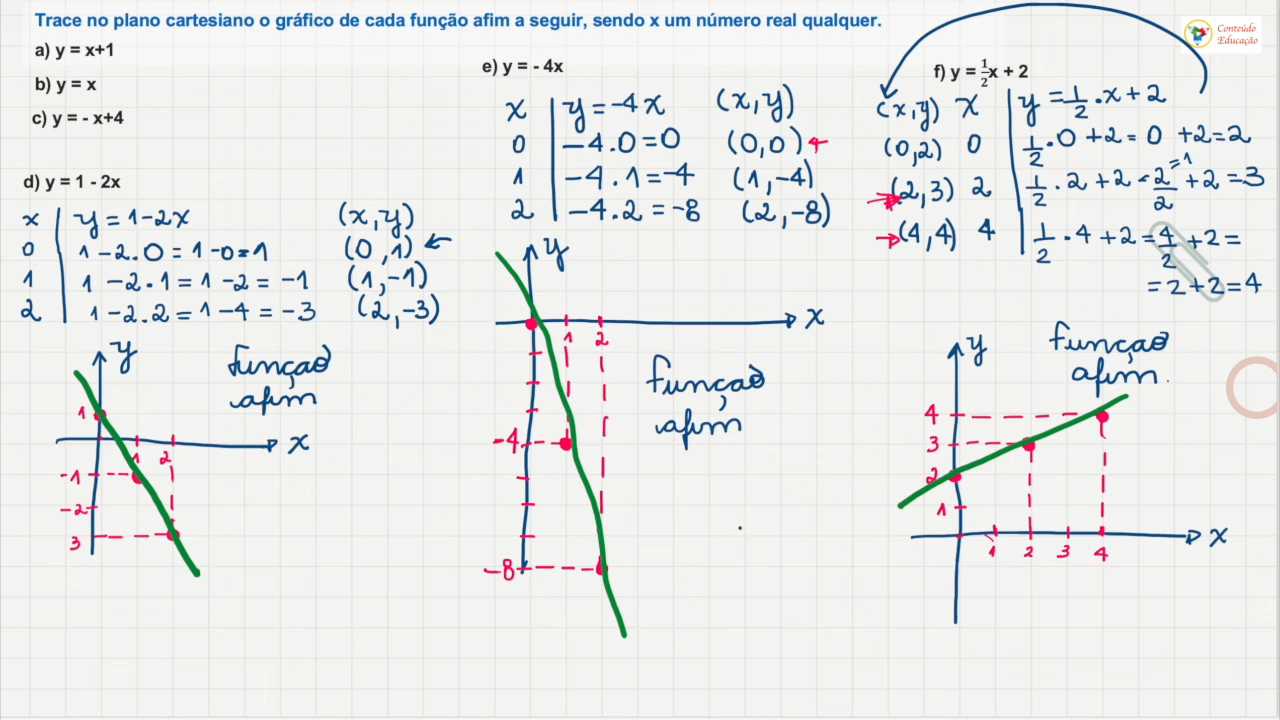 Trace no plano cartesiano o gráfico de cada função afim a seguir, sendo x um número real qualquer.
Conteúdo
Educação
a) y = x+1
b) y = x
c) y = - x+4
d) y = 1 - 2x
x y = 1-2x (x,y)
0 1-2.0 = 1-0=1 (0,1)
1 1-2.1 = 1-2 = -1 (1,-1)
2 1-2.2 = 1-4 = -3 (2,-3)
y
função
afim
1
x
1 2
-1
-2
3
e) y = - 4x
x y = -4x (x,y)
0 -4.0=0 (0,0)
1 -4.1=-4 (1,-4)
2 -4.2=-8 (2,-8)
y
x
1 2
função
afim
-4
-8
f) y = 1/2x + 2
(x,y) x y = 1/2.x+2
(0,2) 0 1/2.0+2=0+2=2
(2,3) 2 1/2.2+2=2/2=1+2=3
(4,4) 4 1/2.4+2=4/2+2=
=2+2=4
y
função
afim.
4
3
2
1
x
1 2 3 4